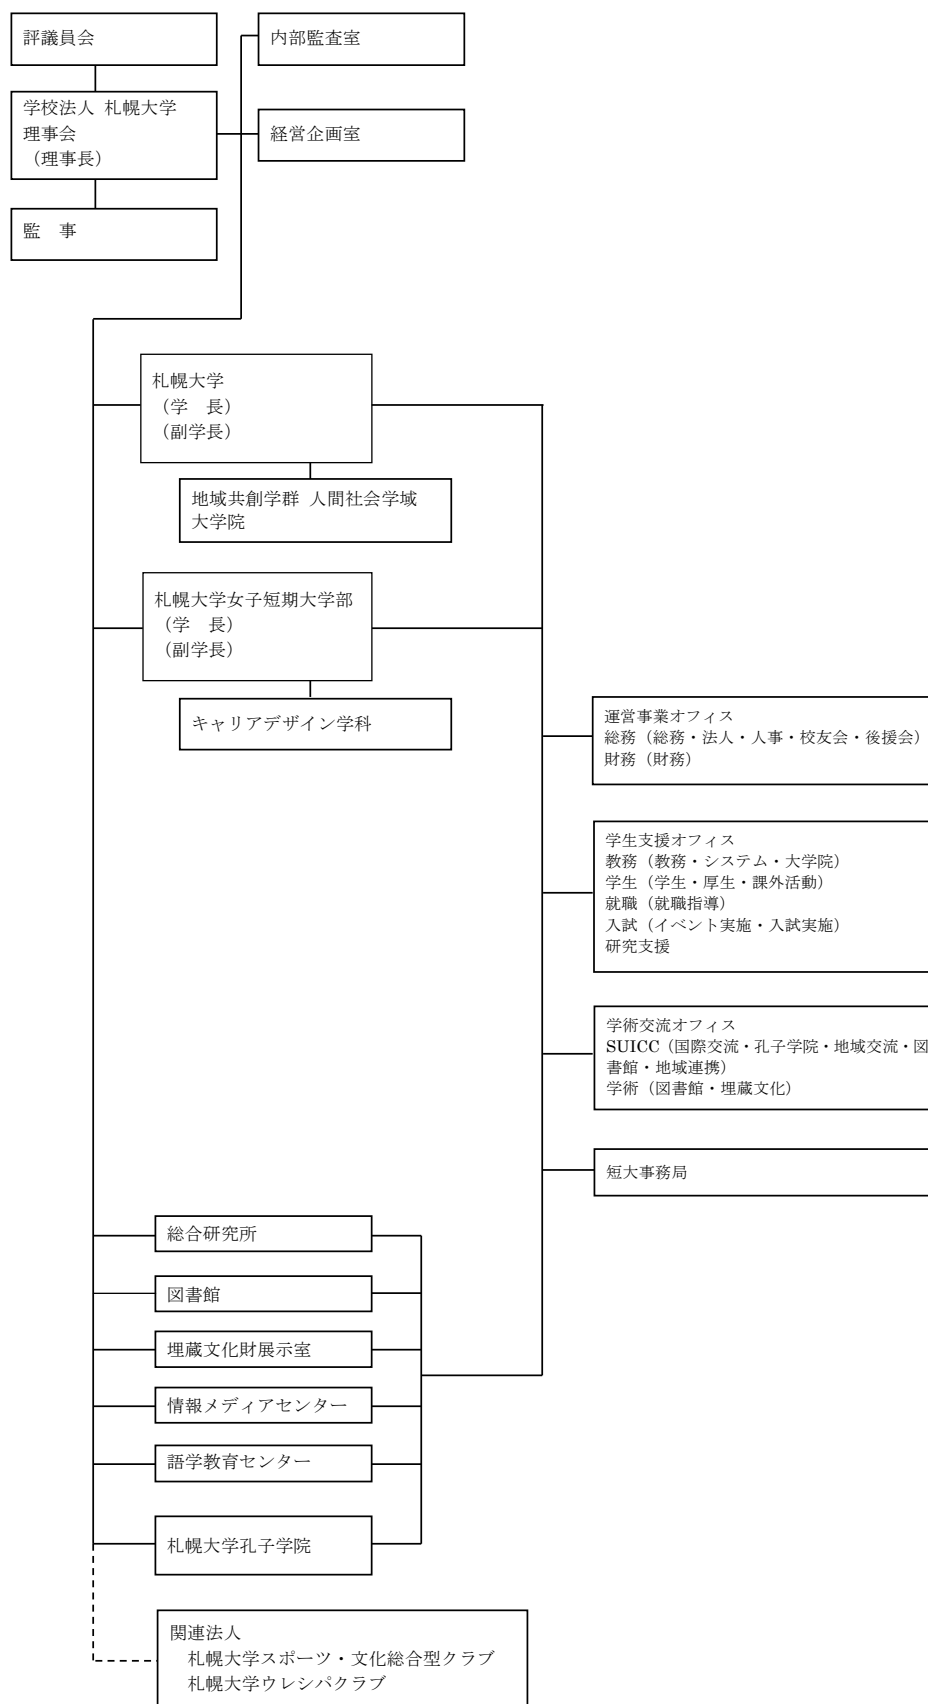 評議員会
内部監査室
学校法人 札幌大学
理事会
（理事長）
経営企画室
監　事
札幌大学
（学　長）
（副学長）
地域共創学群 人間社会学域
大学院
札幌大学女子短期大学部
（学　長）
（副学長）
キャリアデザイン学科
運営事業オフィス
総務（総務・法人・人事・校友会・後援会）
財務（財務）
学生支援オフィス
教務（教務・システム・大学院）
学生（学生・厚生・課外活動）
就職（就職指導）
入試（イベント実施・入試実施）
研究支援
学術交流オフィス
SUICC（国際交流・孔子学院・地域交流・図
書館・地域連携）
学術（図書館・埋蔵文化）
短大事務局
総合研究所
図書館
埋蔵文化財展示室
情報メディアセンター
語学教育センター
札幌大学孔子学院
関連法人
札幌大学スポーツ・文化総合型クラブ
札幌大学ウレシパクラブ